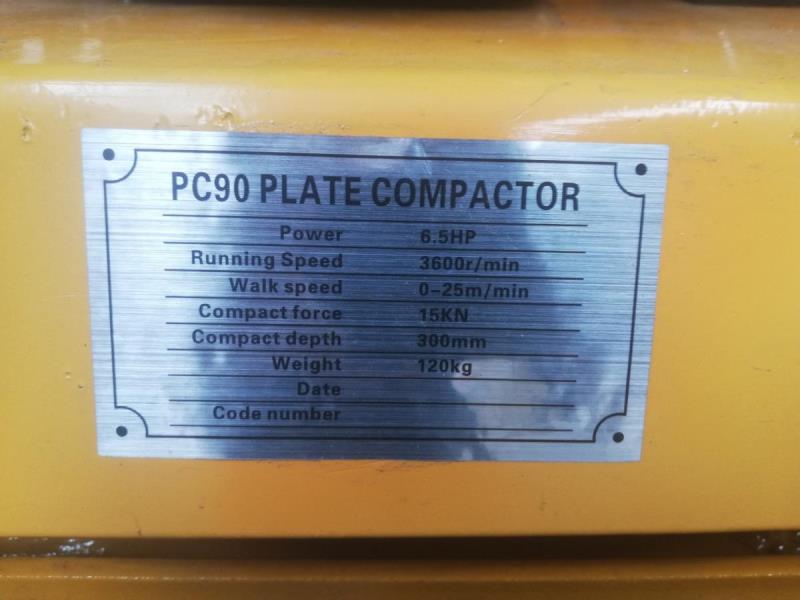 PC90 PLATE COMPACTOR
Power 6.5HP
Running Speed 3600r/min
Walk speed 0-25m/min
Compact force 15KN
Compact depth 300mm
Weight 120kg
Date
Code number